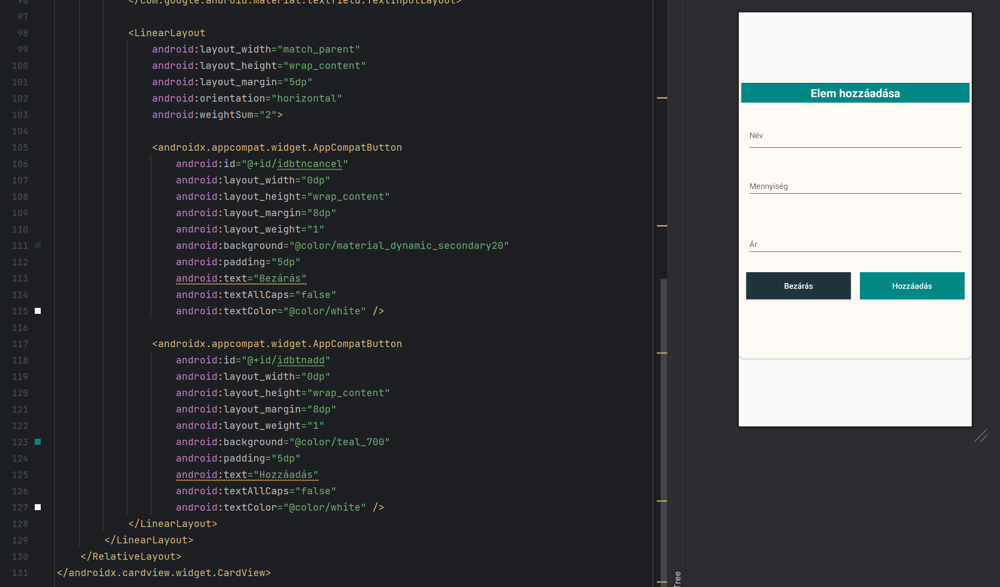 96 </com.google.android.material.textfield.TextInputLayout>
97
98 <LinearLayout
99 android:layout_width="match_parent"
100 android:layout_height="wrap_content"
101 android:layout_margin="5dp"
102 android:orientation="horizontal"
103 android:weightSum="2">
104
105 <androidx.appcompat.widget.AppCompatButton
106 android:id="@+id/idbtncancel"
107 android:layout_width="0dp"
108 android:layout_height="wrap_content"
109 android:layout_margin="8dp"
110 android:layout_weight="1"
111 android:background="@color/material_dynamic_secondary20"
112 android:padding="5dp"
113 android:text="Bezárás"
114 android:textAllCaps="false"
115 android:textColor="@color/white" />
116
117 <androidx.appcompat.widget.AppCompatButton
118 android:id="@+id/idbtnadd"
119 android:layout_width="0dp"
120 android:layout_height="wrap_content"
121 android:layout_margin="8dp"
122 android:layout_weight="1"
123 android:background="@color/teal_700"
124 android:padding="5dp"
125 android:text="Hozzáadás"
126 android:textAllCaps="false"
127 android:textColor="@color/white" />
128 </LinearLayout>
129 </LinearLayout>
130 </RelativeLayout>
131 </androidx.cardview.widget.CardView>
Tree
Elem hozzáadása
Név
Mennyiség
Ár
Bezárás
Hozzáadás